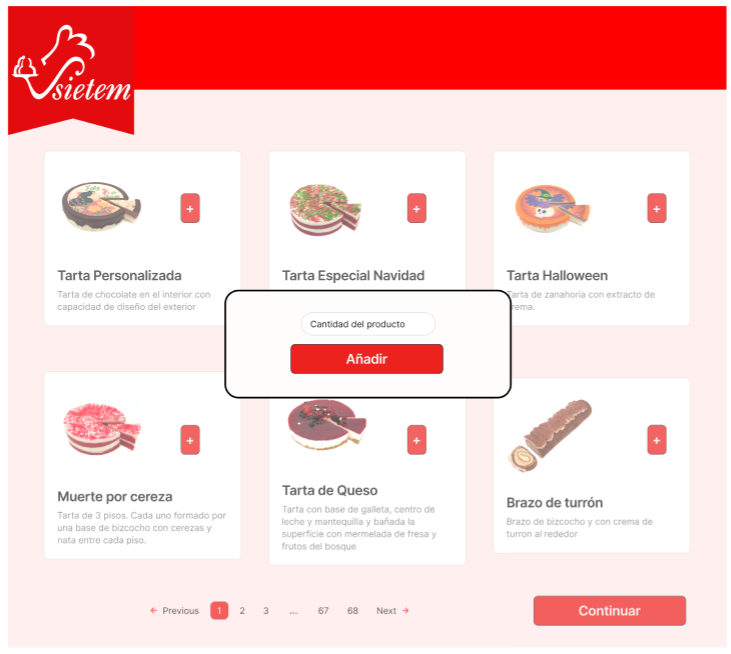 sietem
+
+
+
Tarta Personalizada
Tarta de chocolate en el interior con
capacidad de diseño del exterior
Tarta Especial Navidad
Tarta Halloween
Tarta de zanahoria con extracto de
rema.
Cantidad del producto
Añadir
+
+
+
Muerte por cereza
Tarta de 3 pisos. Cada uno formado por
una base de bizcocho con cerezas y
nata entre cada piso.
Tarta de Queso
Tarta con base de galleta, centro de
leche y mantequilla y bañada la
superficie con mermelada de fresa y
frutos del bosque
Brazo de turrón
Brazo de bizcocho y con crema de
turron al rededor
← Previous 1 2 3 ... 67 68 Next →
Continuar